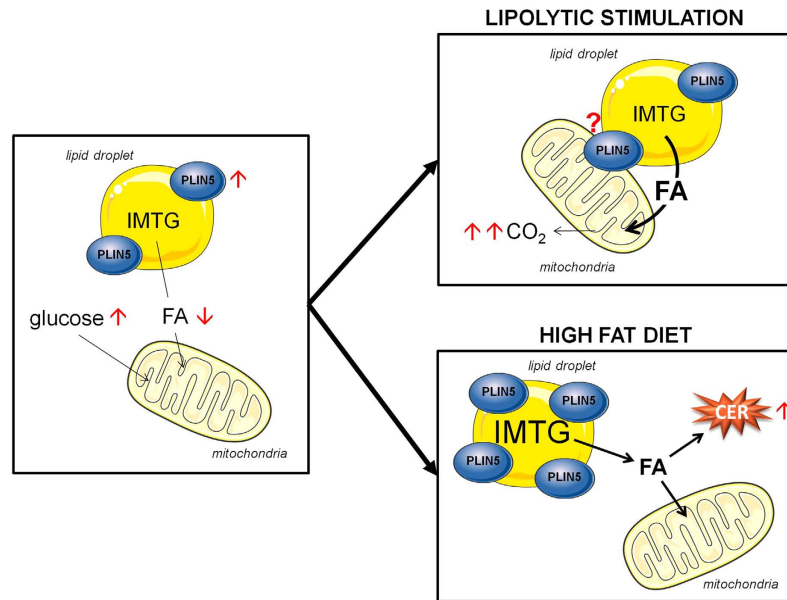 lipid droplet
PLIN5 ↑
IMTG
PLIN5
glucose ↑ FA ↓
mitochondria
LIPOLYTIC STIMULATION
lipid droplet
PLIN5
IMTG
?
PLIN5
FA
↑ ↑ CO₂
mitochondria
HIGH FAT DIET
lipid droplet
PLIN5 PLIN5
CER ↑
IMTG
FA
PLIN5 PLIN5
mitochondria